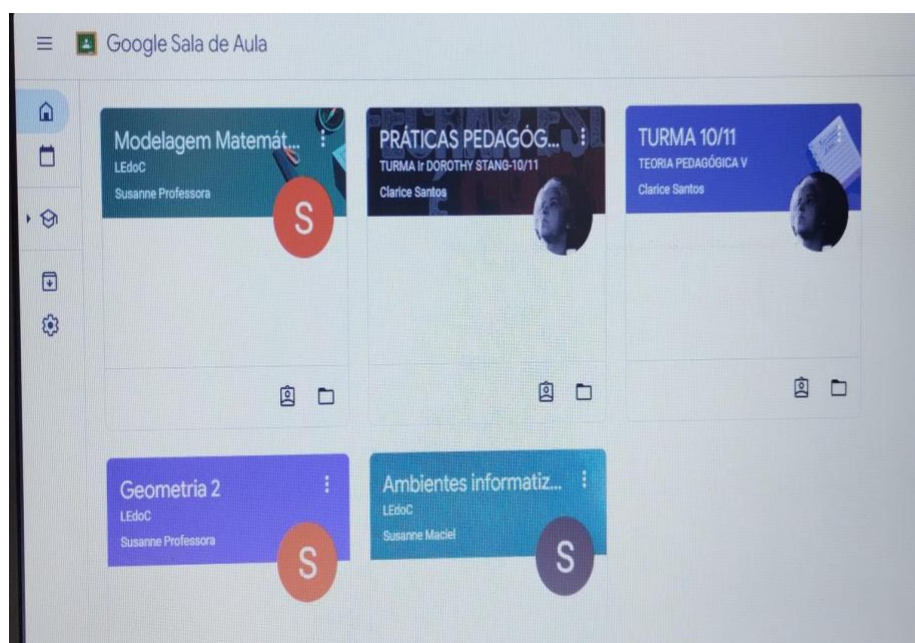 Google Sala de Aula
Modelagem Matemát...
LEdoC
Susanne Professora
S
PRÁTICAS PEDAGÓG...
TURMA Ir DOROTHY STANG-10/11
Clarice Santos
TURMA 10/11
TEORIA PEDAGÓGICA V
Clarice Santos
Geometria 2
LEdoC
Susanne Professora
S
Ambientes informatiz...
LEdoC
Susanne Maciel
S